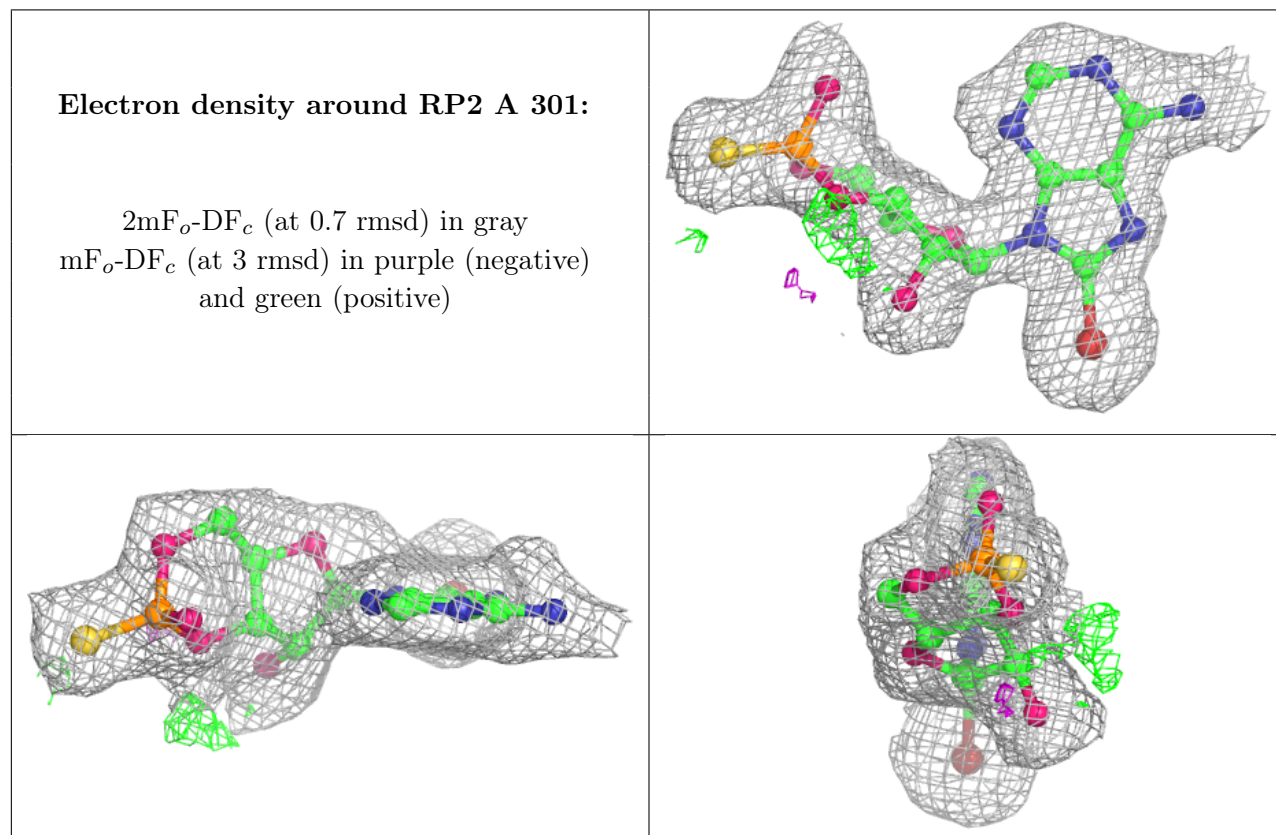 Electron density around RP2 A 301:
2mFₒ-DF𝒸 (at 0.7 rmsd) in gray
mFₒ-DF𝒸 (at 3 rmsd) in purple (negative)
and green (positive)